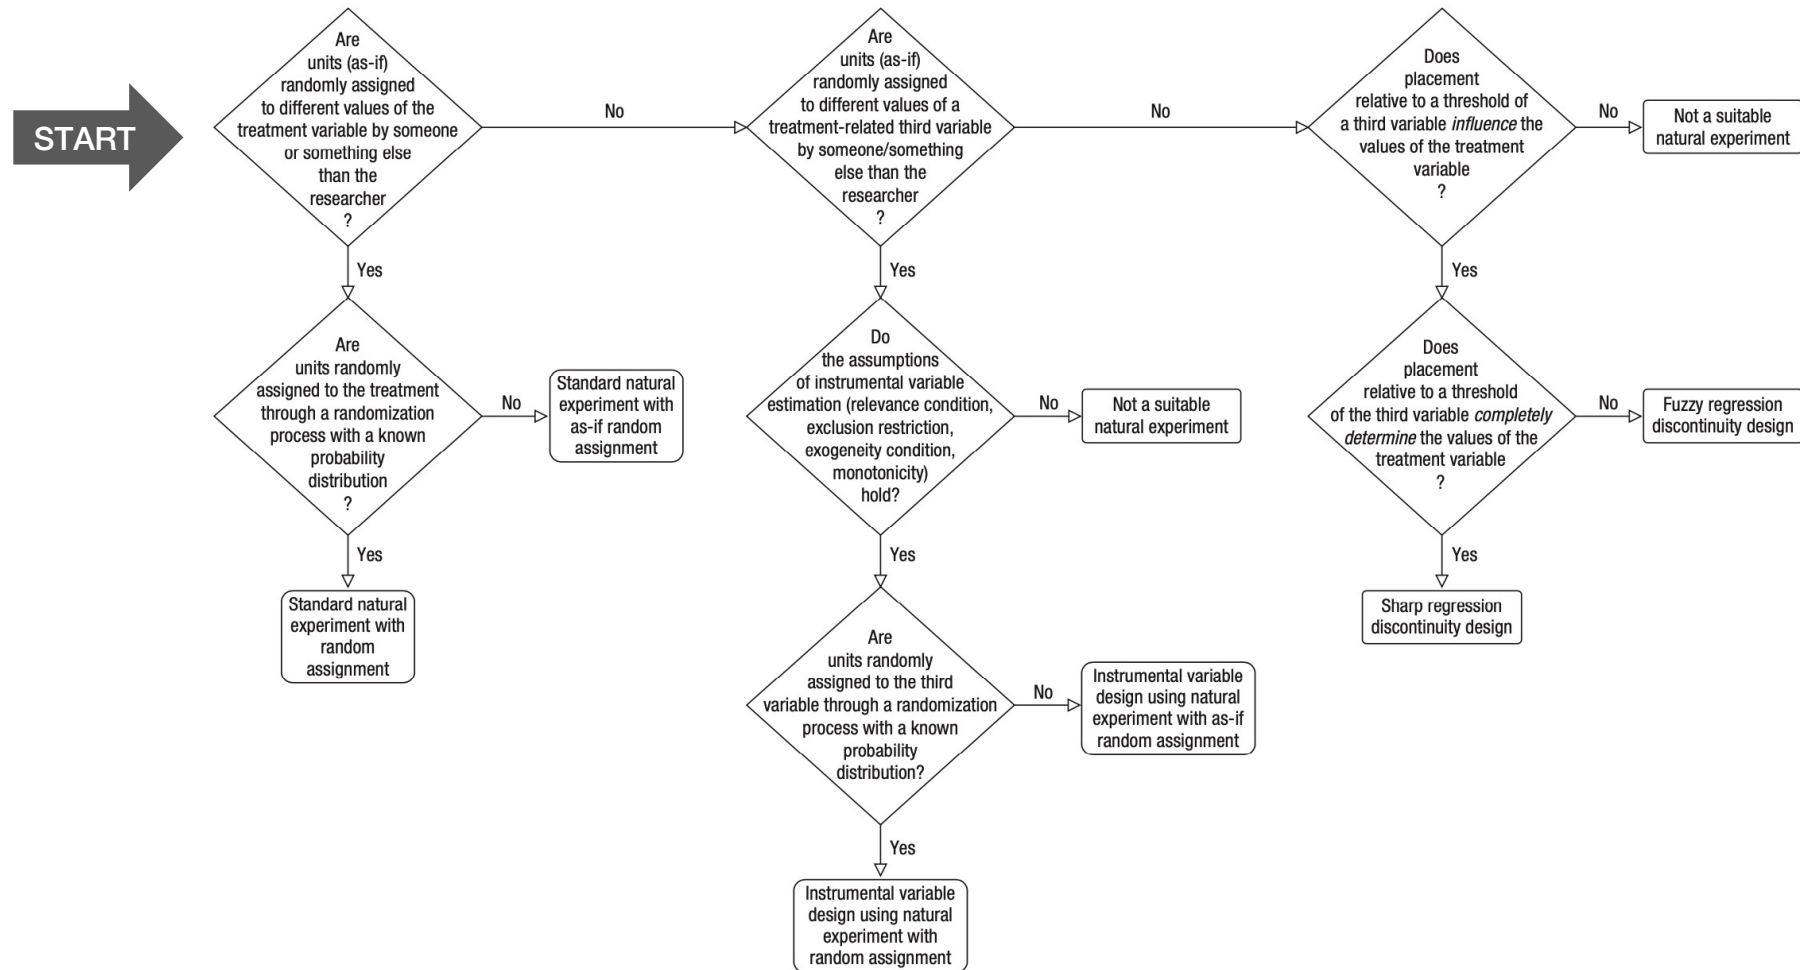 START
Are
units (as-if)
randomly assigned
to different values of the
treatment variable by someone
or something else
than the
researcher
?
No
Are
units (as-if)
randomly assigned
to different values of a
treatment-related third variable
by someone/something
else than the
researcher
?
No
Does
placement
relative to a threshold of
a third variable influence the
values of the treatment
variable
?
No
Not a suitable
natural experiment
Yes
Yes
Yes
Are
units randomly
assigned to the treatment
through a randomization
process with a known
probability
distribution
?
No
Standard natural
experiment with
as-if random
assignment
Do
the assumptions
of instrumental variable
estimation (relevance condition,
exclusion restriction,
exogeneity condition,
monotonicity)
hold?
No
Not a suitable
natural experiment
Does
placement
relative to a threshold
of the third variable completely
determine the values of the
treatment variable
?
No
Fuzzy regression
discontinuity design
Yes
Yes
Yes
Standard natural
experiment with
random
assignment
Are
units randomly
assigned to the third
variable through a randomization
process with a known
probability
distribution?
No
Instrumental variable
design using natural
experiment with as-if
random assignment
Sharp regression
discontinuity design
Yes
Instrumental variable
design using natural
experiment with
random assignment